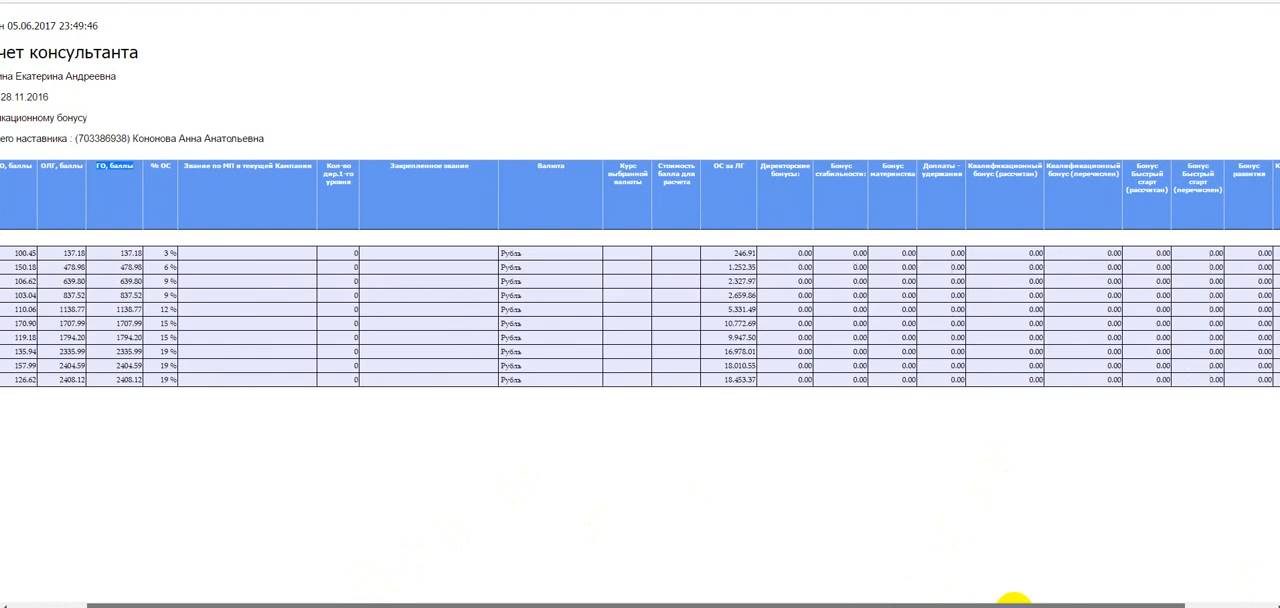 н 05.06.2017 23:49:46
чет консультанта
ина Екатерина Андреевна
28.11.2016
икационному бонусу
его наставника : (703386938) Кононова Анна Анатольевна
О, баллы ОЛГ, баллы ГО, баллы % ОС Звание по МП в текущей Кампании Кол-во дир.1-го уровня Закрепленное звание Валюта Курс выбранной валюты Стоимость балла для расчета ОС за ЛГ Директорские бонусы: Бонус стабильности: Бонус материнства Доплаты - удержания Квалификационный бонус (рассчитан) Квалификационный бонус (перечислен) Бонус Быстрый старт (рассчитан) Бонус Быстрый старт (перечислен) Бонус развития К
100.45 137.18 137.18 3 % 0 Рубль 246.91 0.00 0.00 0.00 0.00 0.00 0.00 0.00 0.00 0.00
150.18 478.98 478.98 6 % 0 Рубль 1.252.35 0.00 0.00 0.00 0.00 0.00 0.00 0.00 0.00 0.00
106.62 639.80 639.80 9 % 0 Рубль 2.327.97 0.00 0.00 0.00 0.00 0.00 0.00 0.00 0.00 0.00
103.04 837.52 837.52 9 % 0 Рубль 2.659.86 0.00 0.00 0.00 0.00 0.00 0.00 0.00 0.00 0.00
110.06 1138.77 1138.77 12 % 0 Рубль 5.331.49 0.00 0.00 0.00 0.00 0.00 0.00 0.00 0.00 0.00
170.90 1707.99 1707.99 15 % 0 Рубль 10.772.69 0.00 0.00 0.00 0.00 0.00 0.00 0.00 0.00 0.00
119.18 1794.20 1794.20 15 % 0 Рубль 9.947.50 0.00 0.00 0.00 0.00 0.00 0.00 0.00 0.00 0.00
135.94 2335.99 2335.99 19 % 0 Рубль 16.978.01 0.00 0.00 0.00 0.00 0.00 0.00 0.00 0.00 0.00
157.99 2404.59 2404.59 19 % 0 Рубль 18.010.55 0.00 0.00 0.00 0.00 0.00 0.00 0.00 0.00 0.00
126.62 2408.12 2408.12 19 % 0 Рубль 18.453.37 0.00 0.00 0.00 0.00 0.00 0.00 0.00 0.00 0.00